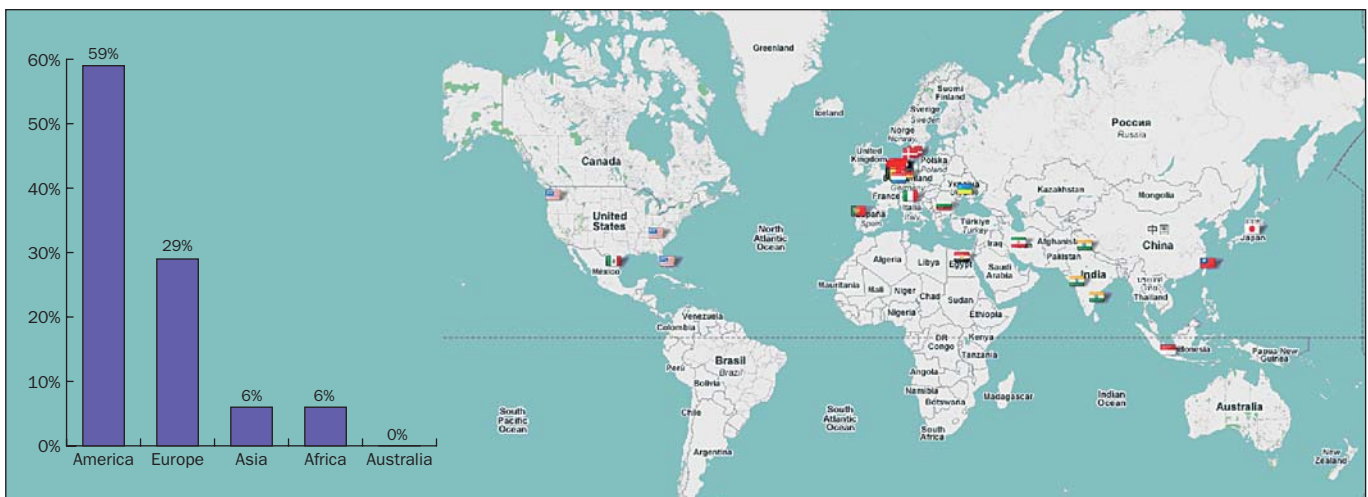 60%
50%
40%
30%
20%
10%
0%
59%
29%
6%
6%
0%
America
Europe
Asia
Africa
Australia
Greenland
Iceland
Suomi
Finland
Sverige
Sweden
Norge
Norway
Россия
Russia
United
Kingdom
Polska
Poland
Germany
France
Italia
Italy
España
Spain
Canada
United
States
México
North
Atlantic
Ocean
Türkiye
Turkey
Kazakhstan
Mongolia
中国
China
Japan
Iraq
Pakistan
India
Saudi
Arabia
Egypt
Algeria
Libya
Mauritania
Mali
Niger
Chad
Sudan
Nigeria
Ethiopia
Thailand
Venezuela
Colombia
DR
Congo
Kenya
Tanzania
Papua New
Guinea
Perú
Brasil
Brazil
Bolivia
Angola
Namibia
Botswana
Madagascar
Indian
Ocean
Chile
South
Pacific
Ocean
South
Atlantic
Ocean
South
Africa
Australia
Argentina
New
Zealand